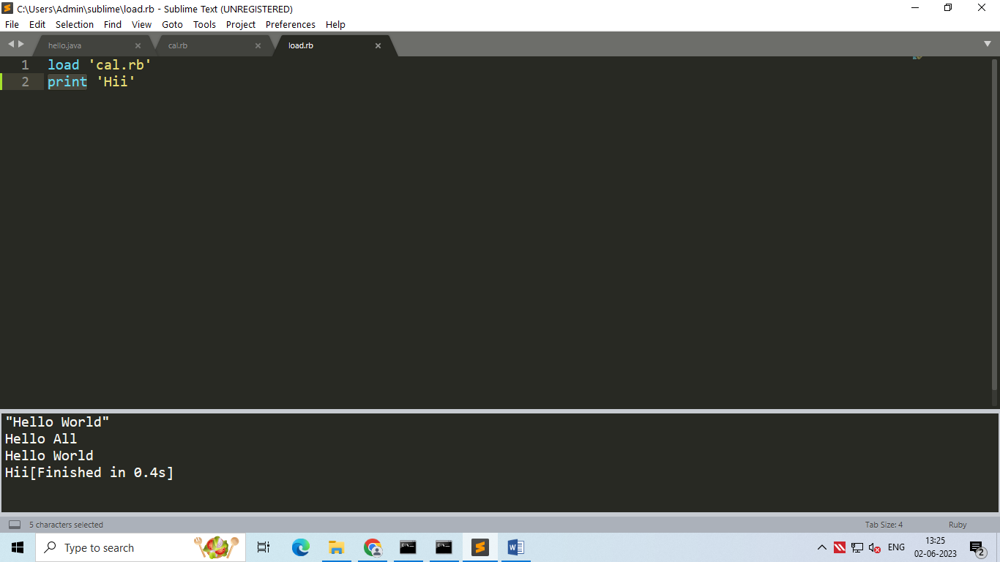 C:\Users\Admin\sublime\load.rb - Sublime Text (UNREGISTERED)
File Edit Selection Find View Goto Tools Project Preferences Help
hello.java cal.rb load.rb
1 load 'cal.rb'
2 print 'Hii'
"Hello World"
Hello All
Hello World
Hii[Finished in 0.4s]
5 characters selected Tab Size: 4 Ruby
Type to search ENG 13:25
02-06-2023 2